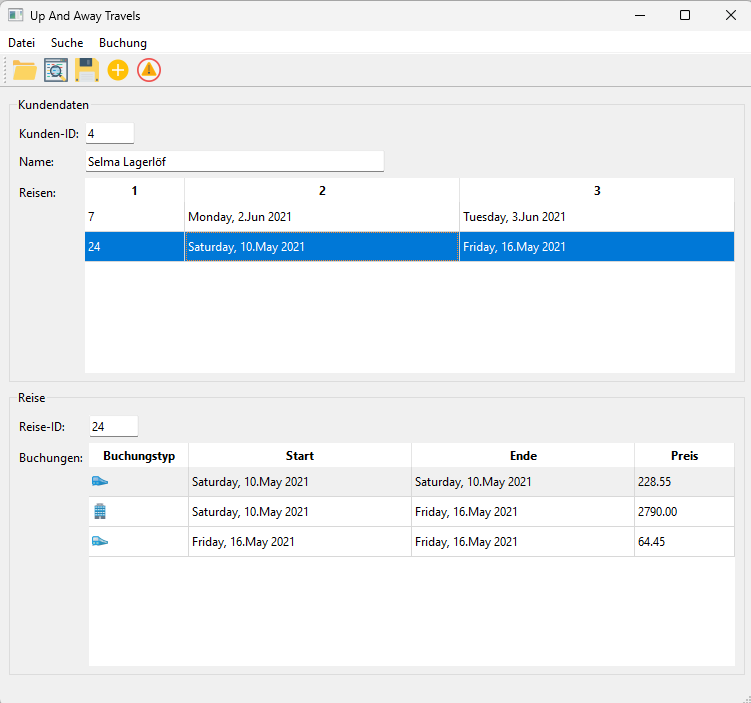 Up And Away Travels
Datei Suche Buchung
Kundendaten
Kunden-ID: 4
Name: Selma Lagerlöf
Reisen: 1 2 3
7 Monday, 2.Jun 2021 Tuesday, 3.Jun 2021
24 Saturday, 10.May 2021 Friday, 16.May 2021
Reise
Reise-ID: 24
Buchungen: Buchungstyp Start Ende Preis
Saturday, 10.May 2021 Saturday, 10.May 2021 228.55
Saturday, 10.May 2021 Friday, 16.May 2021 2790.00
Friday, 16.May 2021 Friday, 16.May 2021 64.45